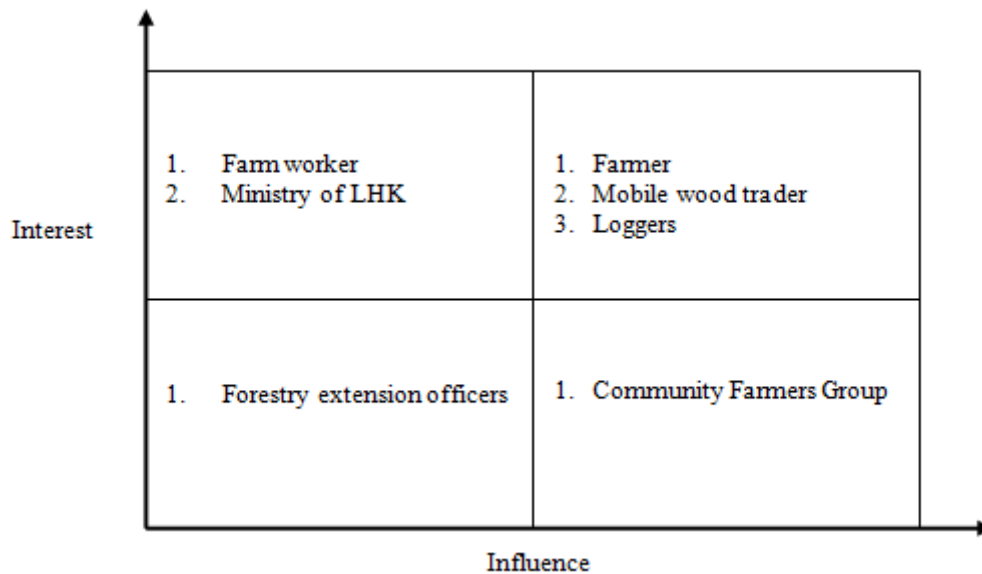 1. Farm worker
2. Ministry of LHK
1. Farmer
2. Mobile wood trader
3. Loggers
Interest
1. Forestry extension officers
1. Community Farmers Group
Influence